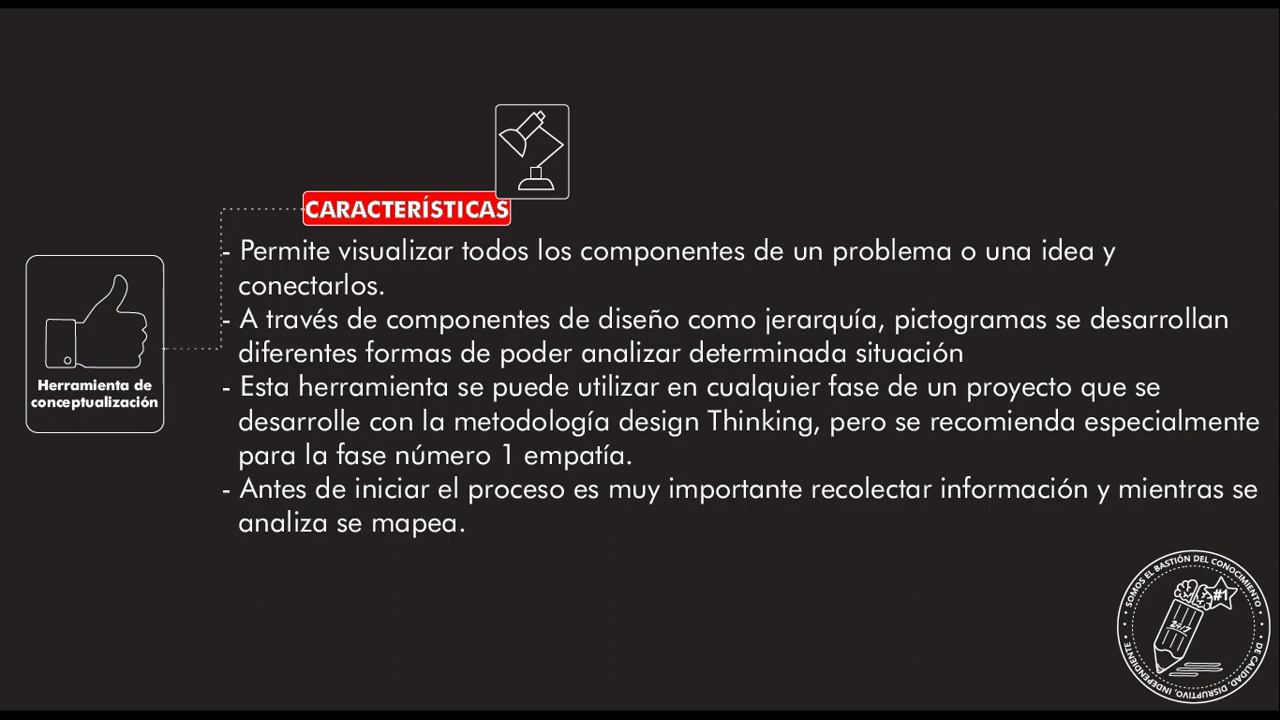 CARACTERÍSTICAS
- Permite visualizar todos los componentes de un problema o una idea y
conectarlos.
- A través de componentes de diseño como jerarquía, pictogramas se desarrollan
diferentes formas de poder analizar determinada situación
- Esta herramienta se puede utilizar en cualquier fase de un proyecto que se
desarrolle con la metodología design Thinking, pero se recomienda especialmente
para la fase número 1 empatía.
- Antes de iniciar el proceso es muy importante recolectar información y mientras se
analiza se mapea.
Herramienta de
conceptualización
SOMOS EL BASTIÓN DEL CONOCIMIENTO
DE CALIDAD, DISRUPTIVO, INDEPENDIENTE
#1
24/7